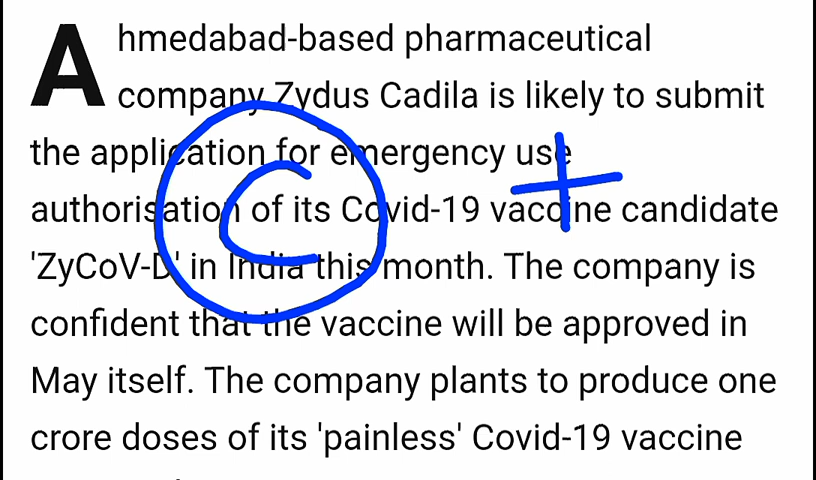 Ahmedabad-based pharmaceutical
company Zydus Cadila is likely to submit
the application for emergency use
authorisation of its Covid-19 vaccine candidate
'ZyCoV-D' in India this month. The company is
confident that the vaccine will be approved in
May itself. The company plants to produce one
crore doses of its 'painless' Covid-19 vaccine
C +